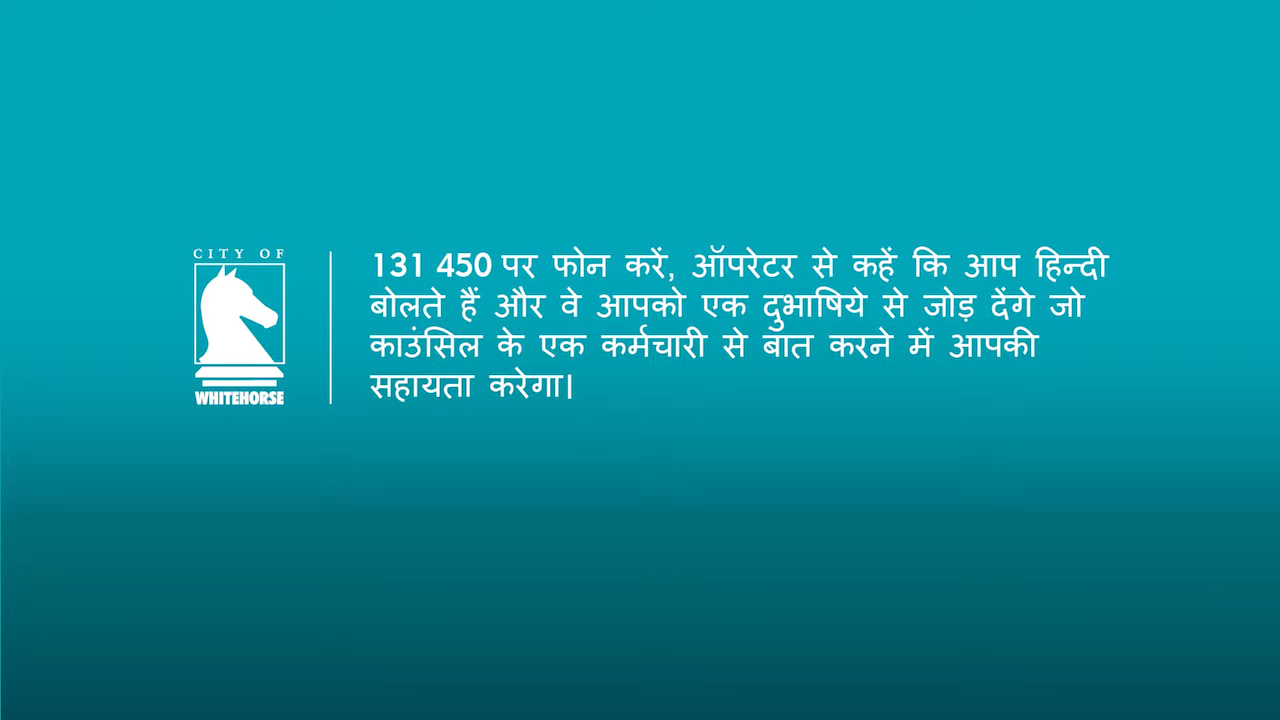 CITY OF
WHITEHORSE
131 450 पर फोन करें, ऑपरेटर से कहें कि आप हिन्दी
बोलते हैं और वे आपको एक दुभाषिये से जोड़ देंगे जो
काउंसिल के एक कर्मचारी से बात करने में आपकी
सहायता करेगा।